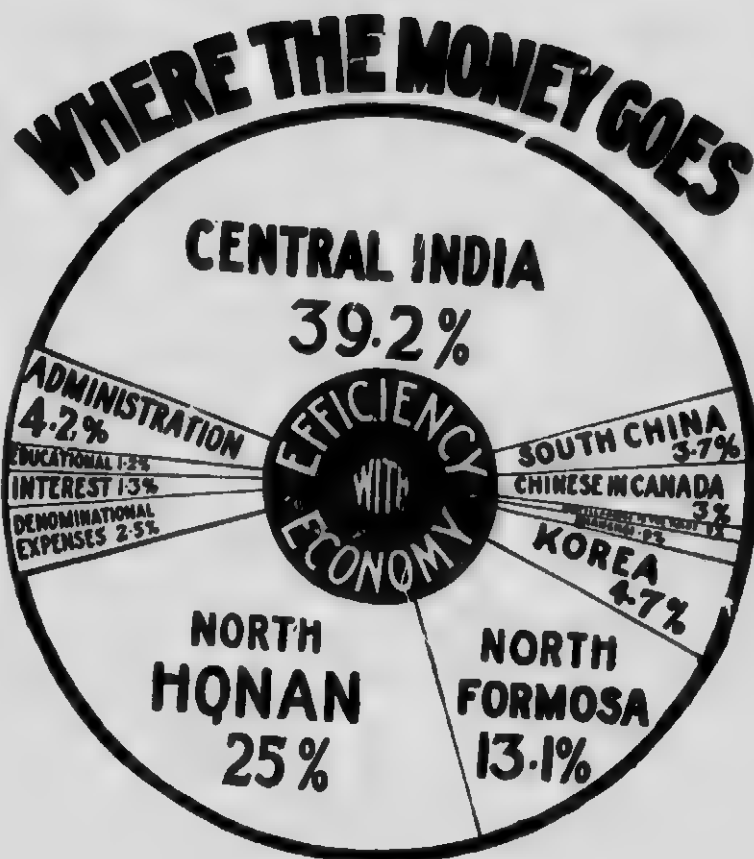 WHERE THE MONEY GOES
CENTRAL INDIA
39.2%
ADMINISTRATION
4.2%
EDUCATIONAL 1.2%
INTEREST 1.3%
DENOMINATIONAL
EXPENSES 2.5%
EFFICIENCY
WITH
ECONOMY
SOUTH CHINA
3.7%
CHINESE IN CANADA
3%
KOREA
4.7%
NORTH
HONAN
25%
NORTH
FORMOSA
13.1%